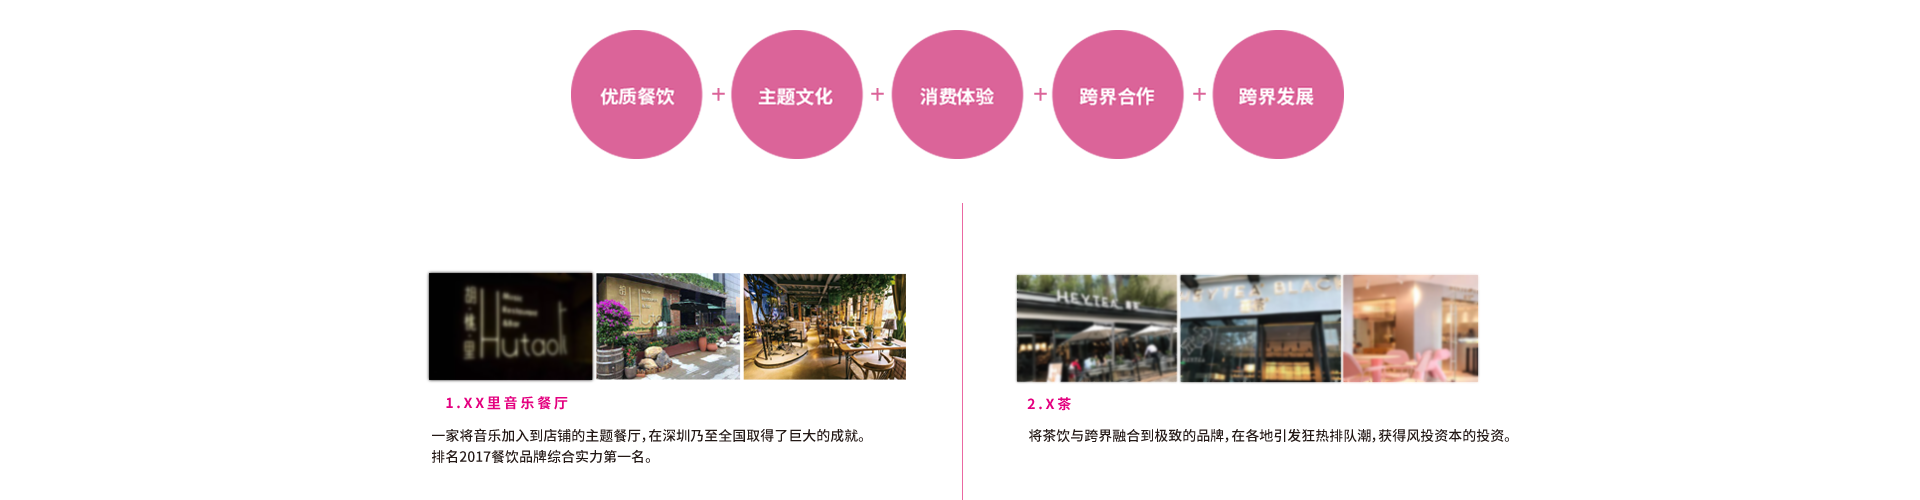 优质餐饮 + 主题文化 + 消费体验 + 跨界合作 + 跨界发展
Hutaoli
HEYTEA
HEYTEA BLACK
1.XX里音乐餐厅
一家将音乐加入到店铺的主题餐厅,在深圳乃至全国取得了巨大的成就。
排名2017餐饮品牌综合实力第一名。
2.X茶
将茶饮与跨界融合到极致的品牌,在各地引发狂热排队潮,获得风投资本的投资。